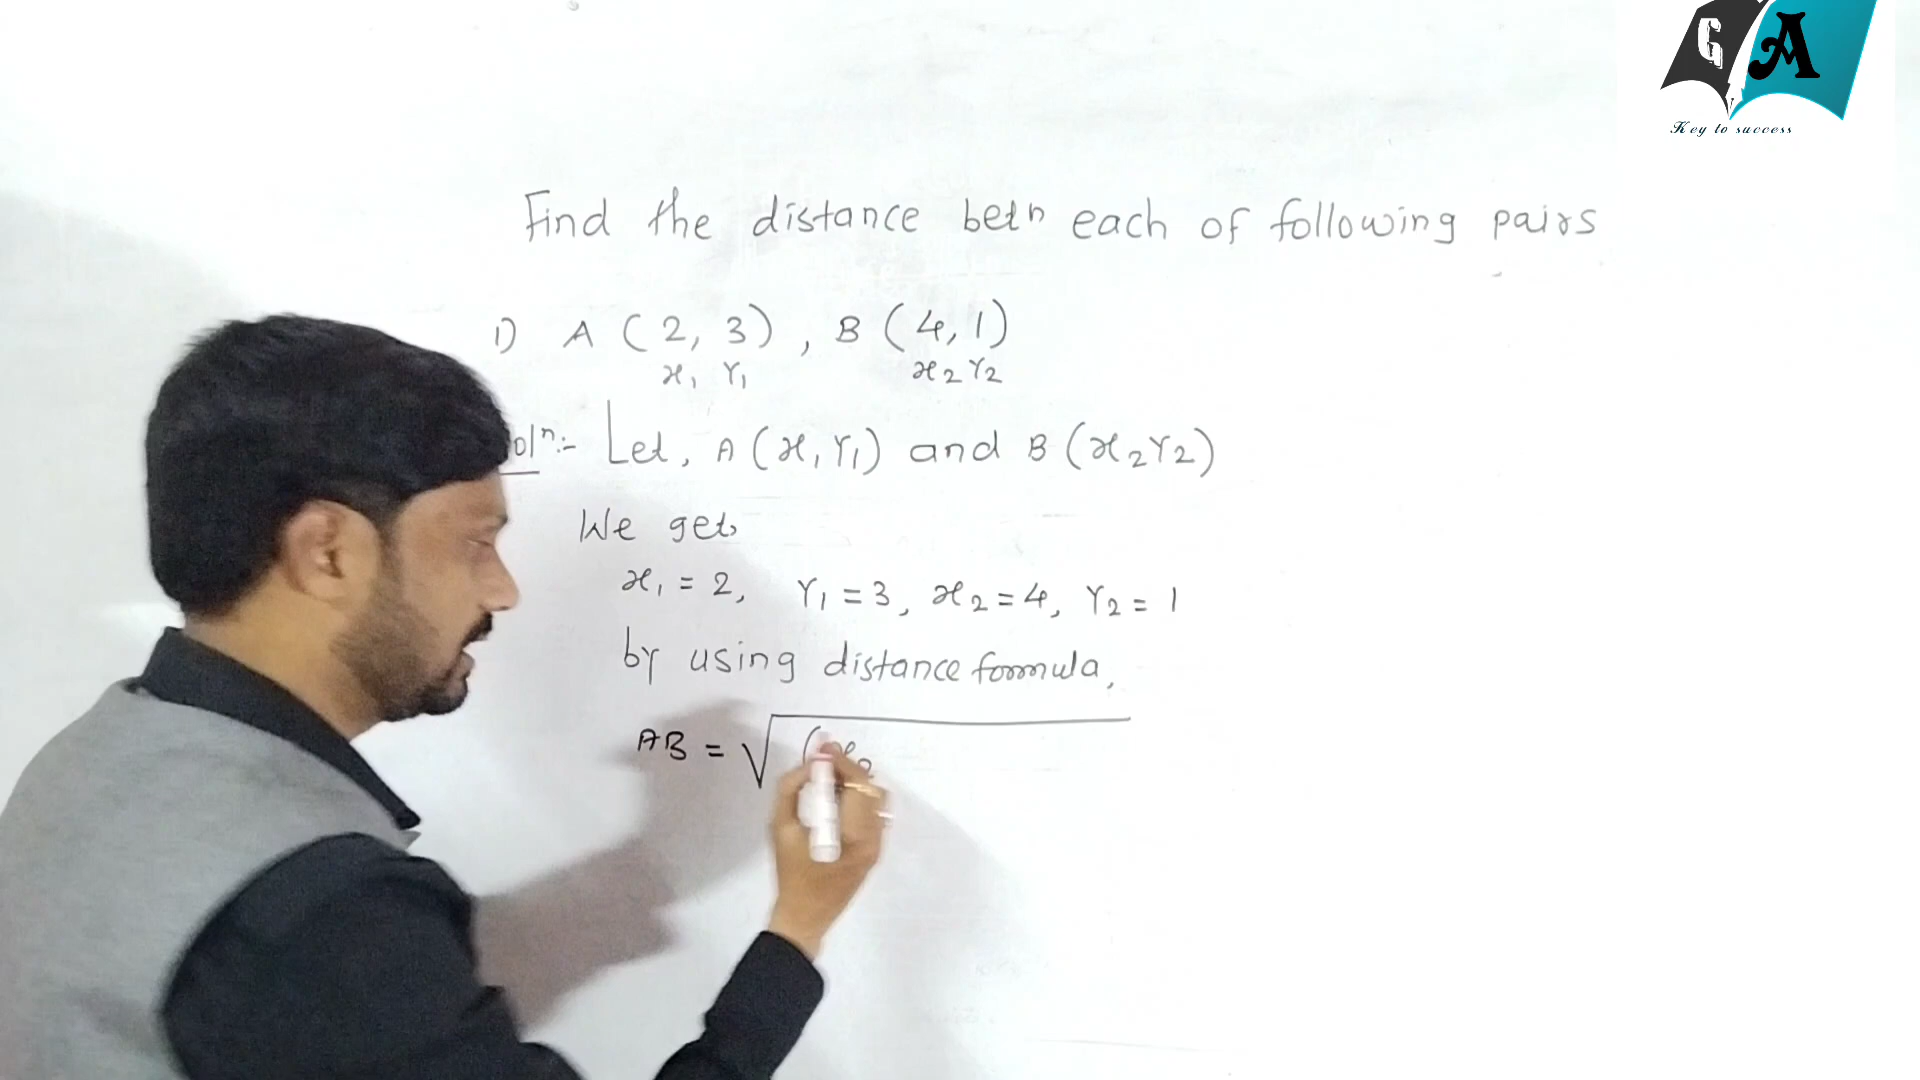 G A
Key to success
Find the distance betn each of following pairs
1) A (2, 3), B (4, 1)
x₁ Y₁ x₂ Y₂
olⁿ:- Let, A (x₁ Y₁) and B (x₂ Y₂)
We get
x₁ = 2, Y₁ = 3, x₂ = 4, Y₂ = 1
by using distance formula,
AB = √(x₂